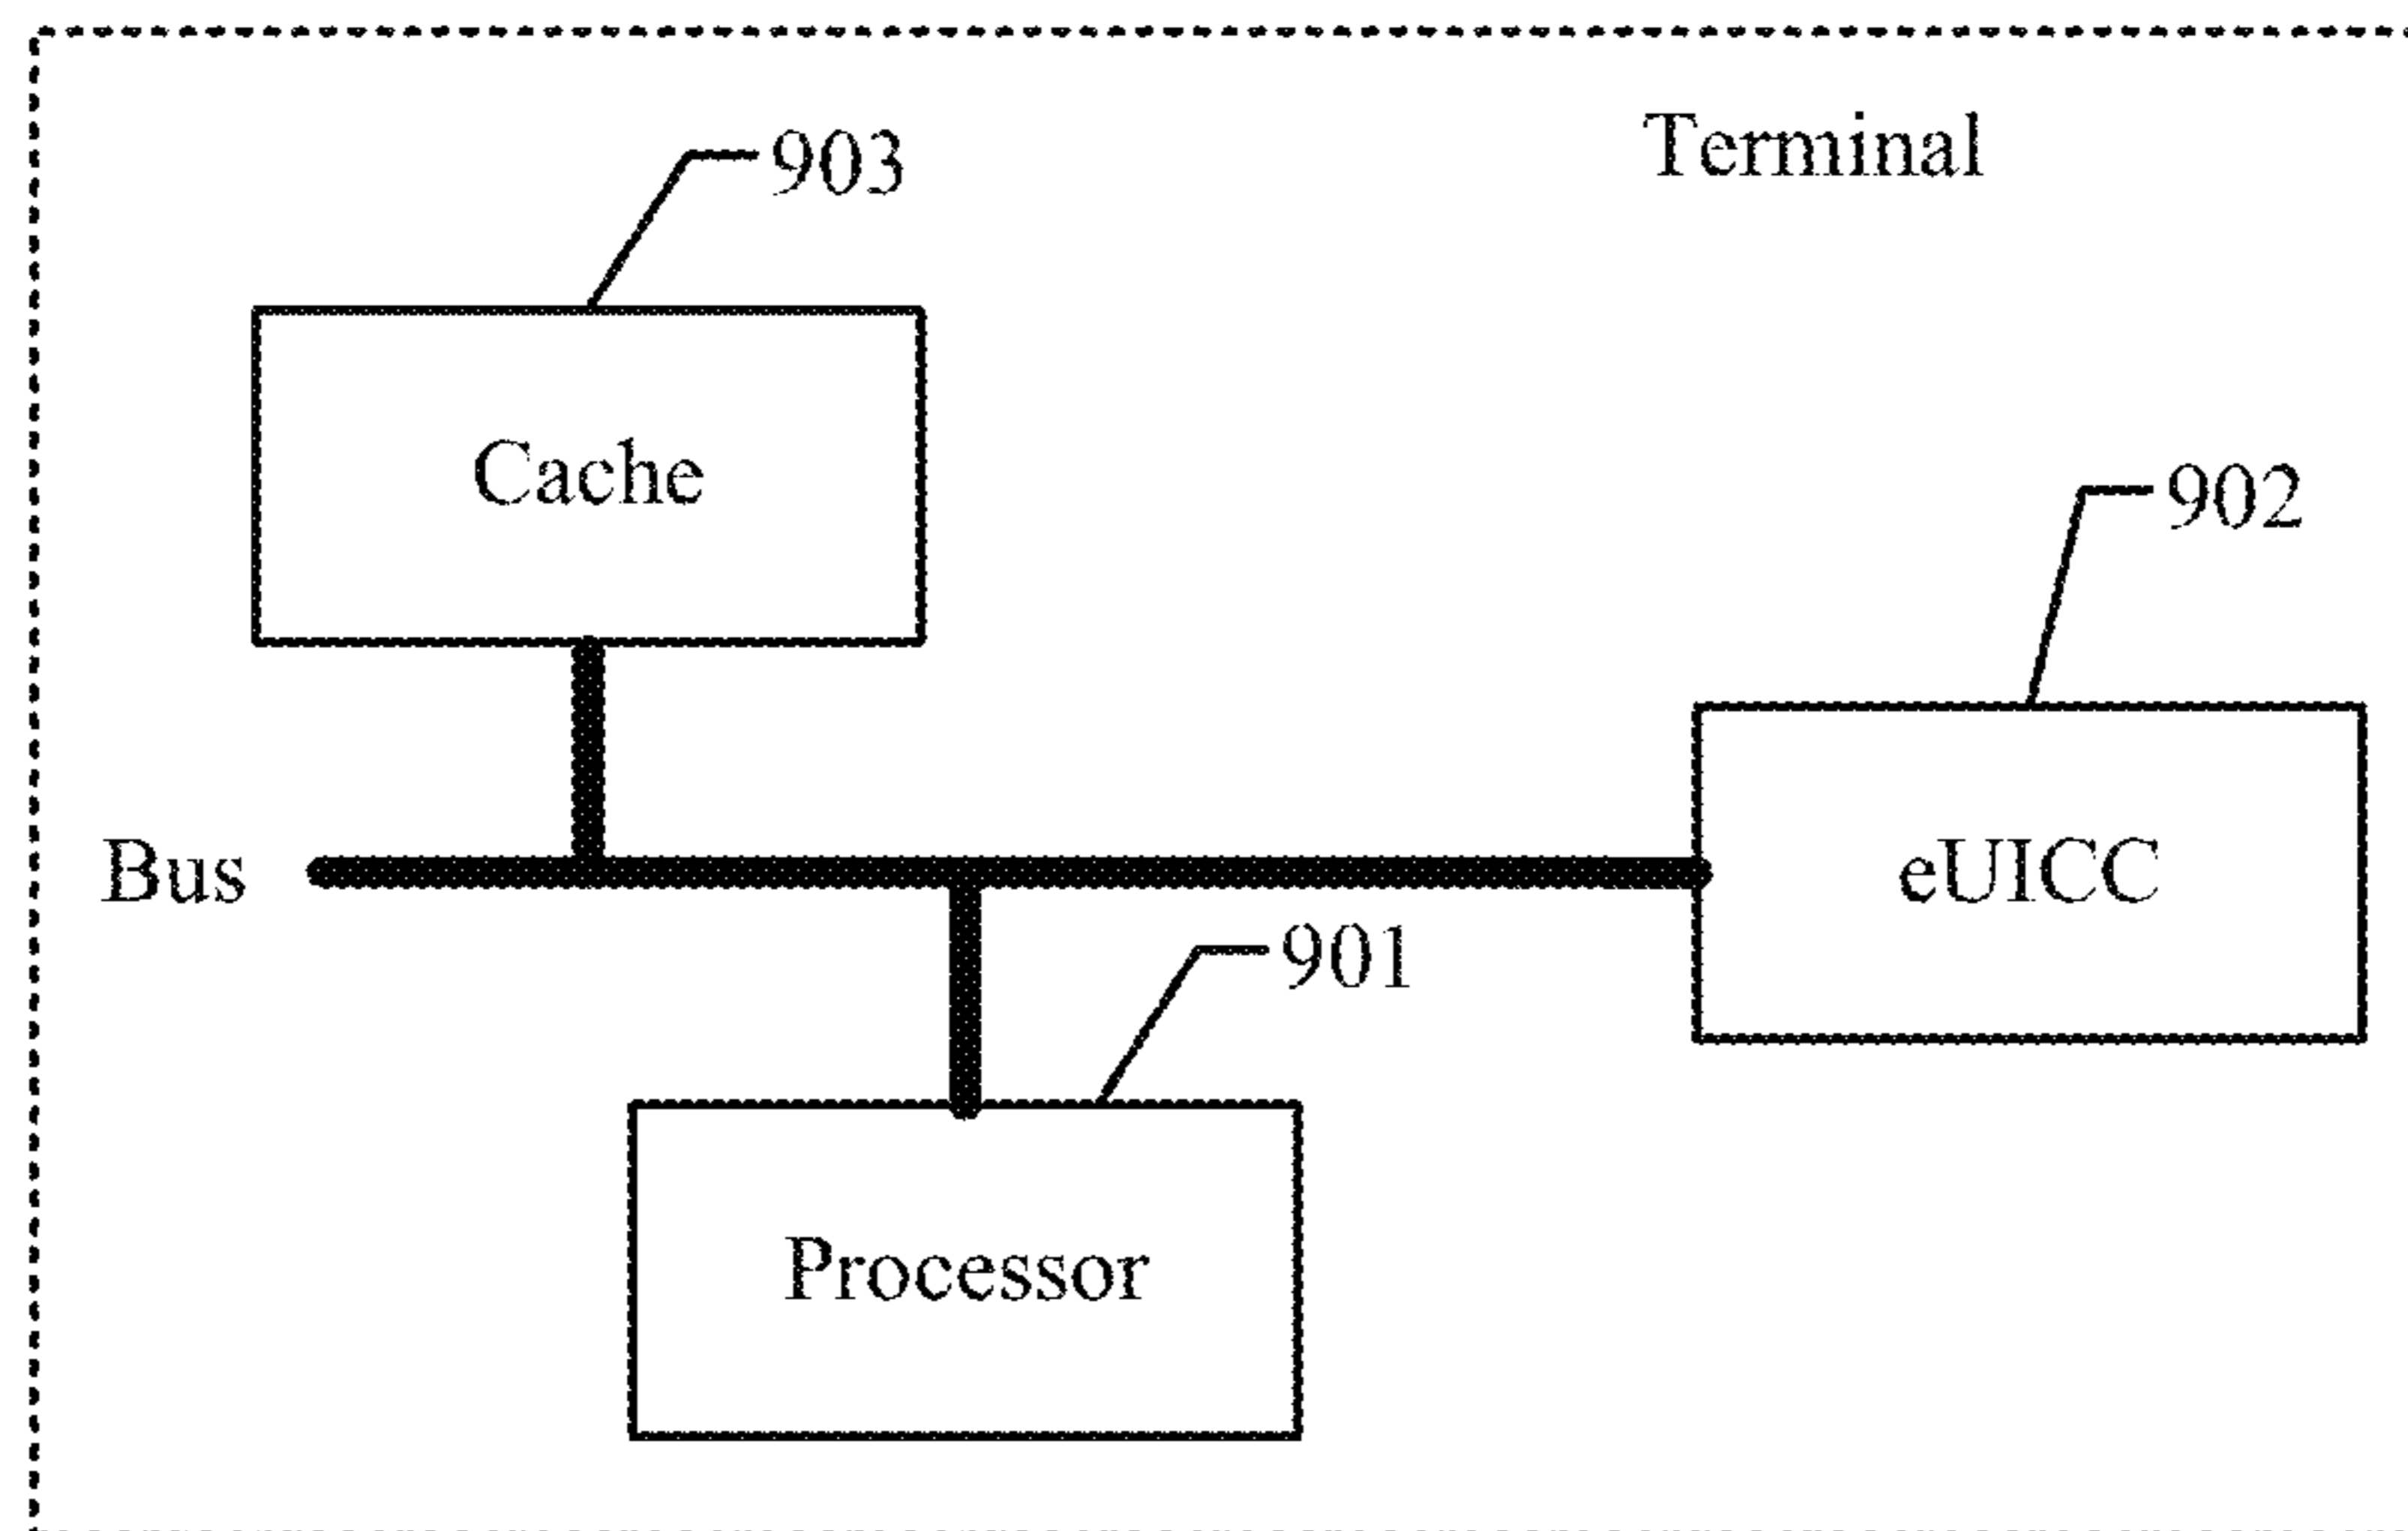 Terminal
903
Cache
902
Bus
eUICC
901
Processor